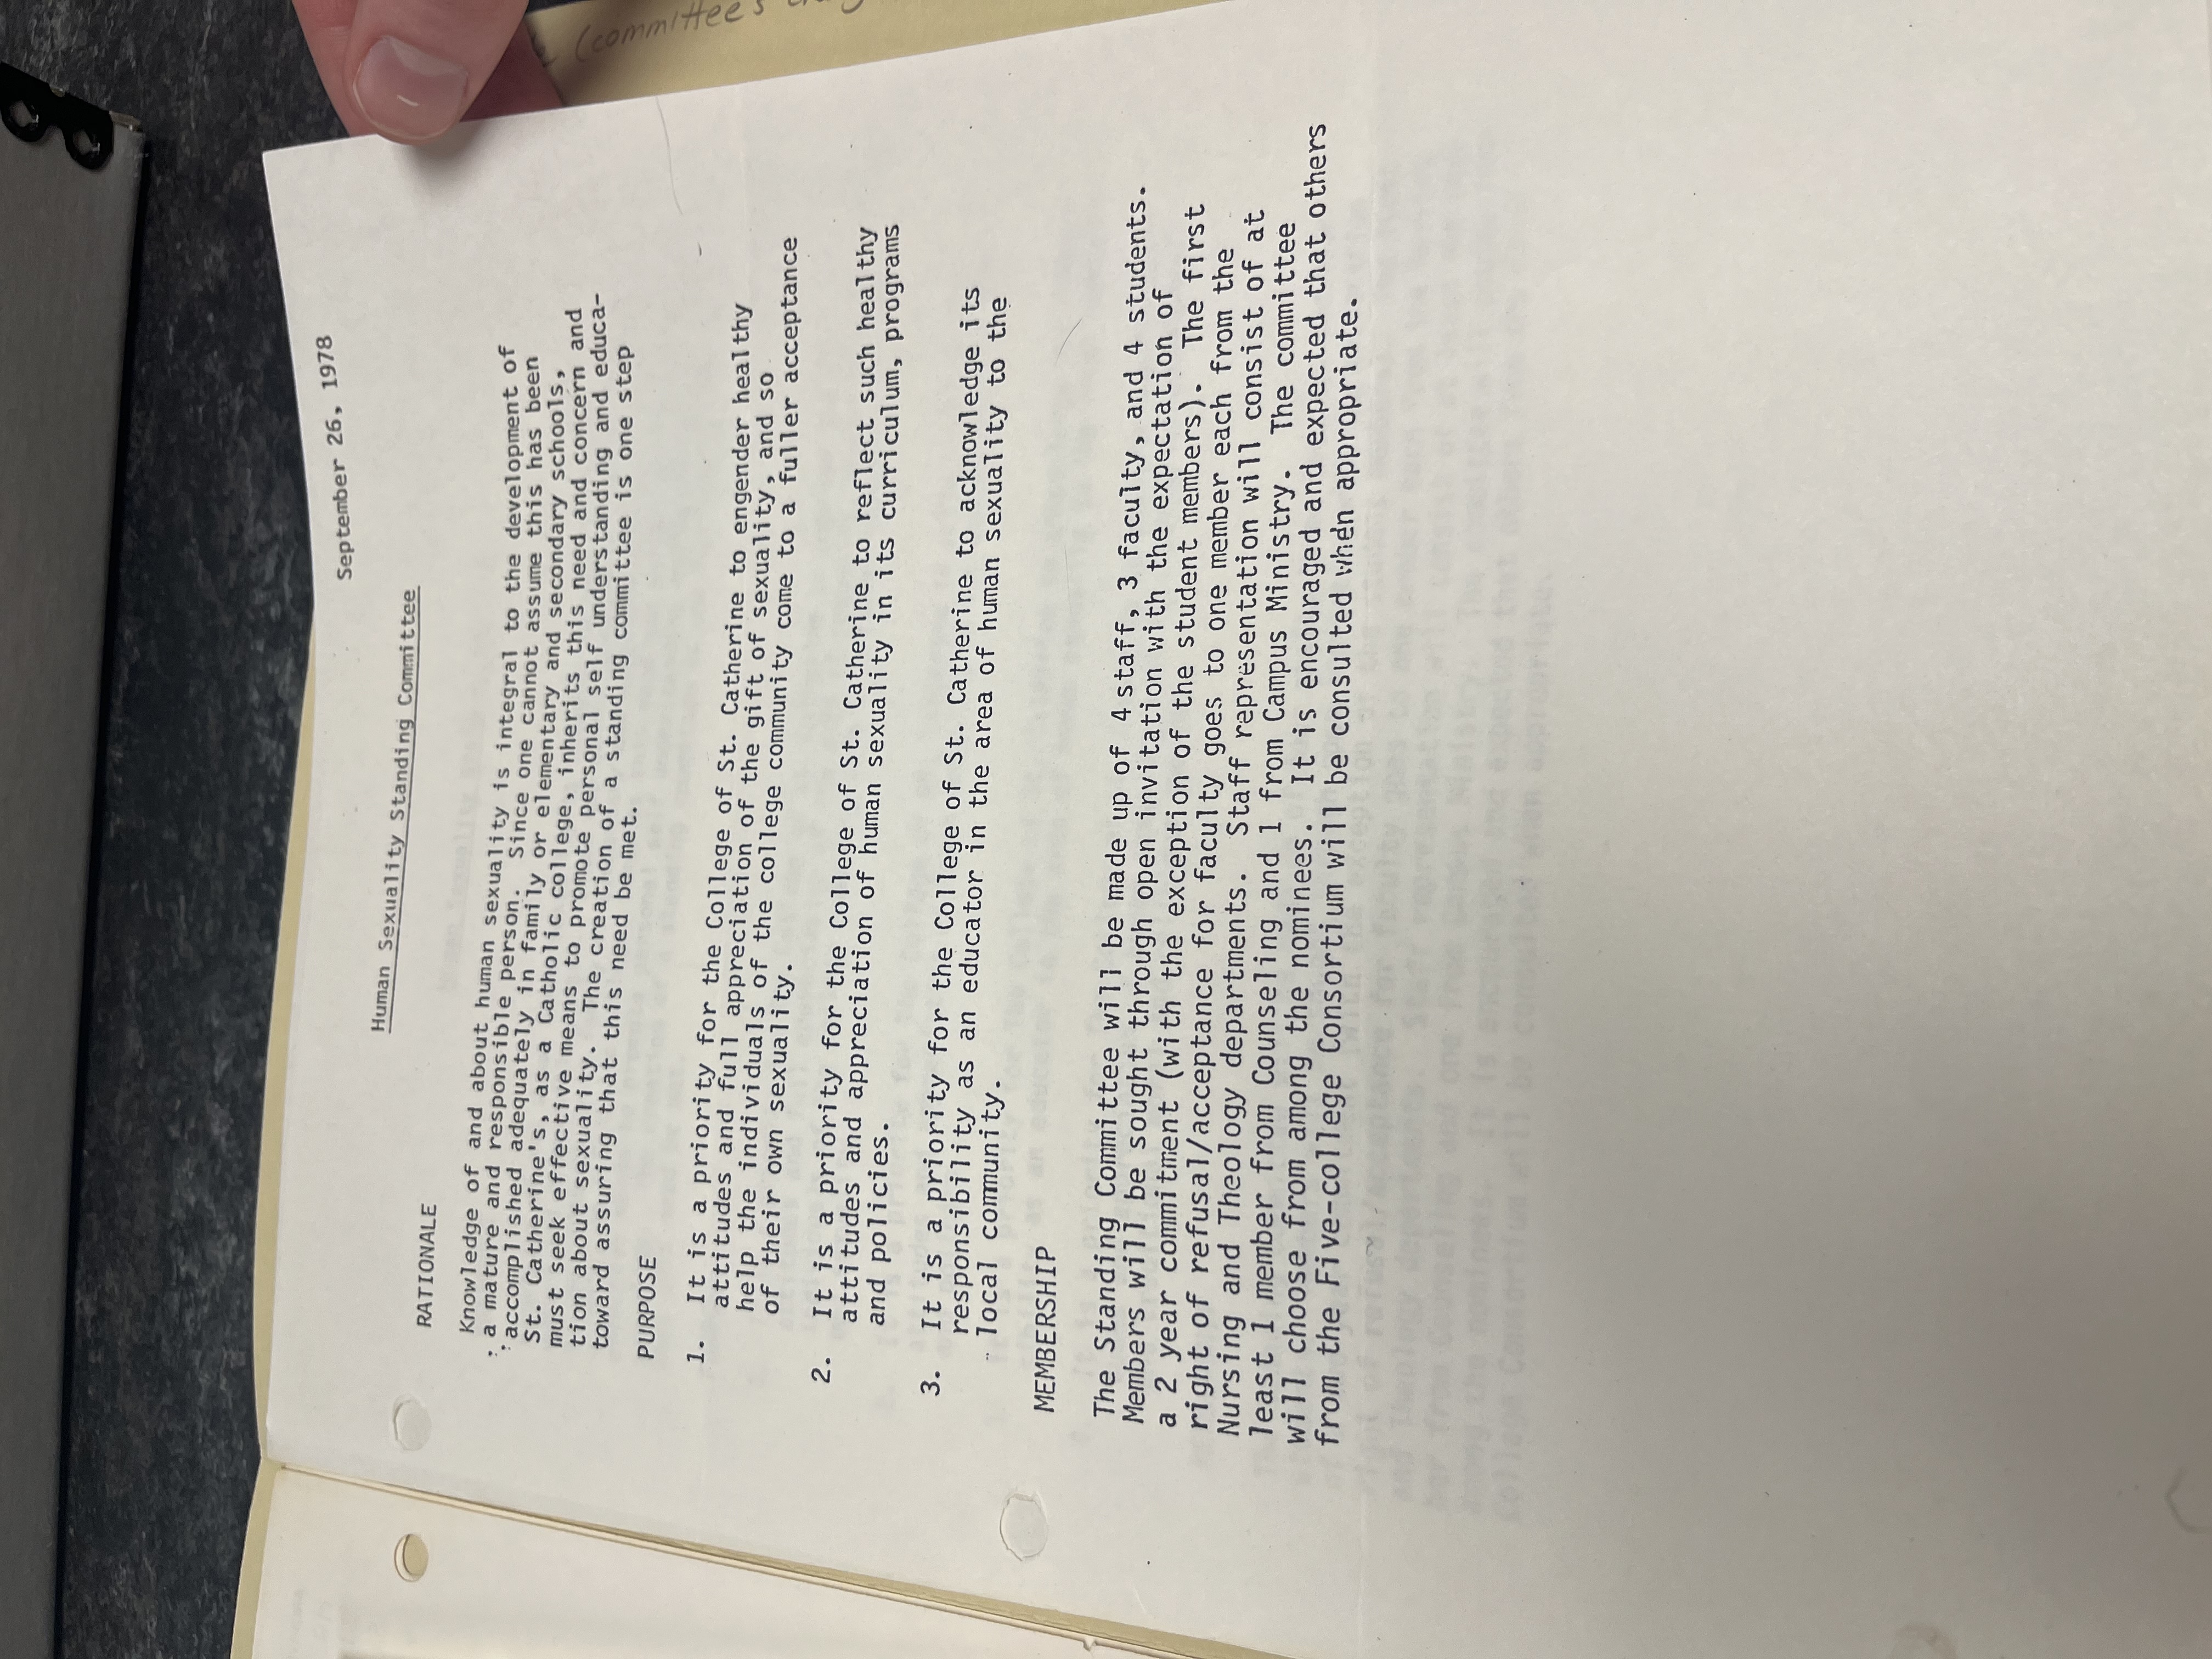 September 26, 1978
Human Sexuality Standing Committee
RATIONALE
Knowledge of and about human sexuality is integral to the development of
a mature and responsible person. Since one cannot assume this has been
accomplished adequately in family or elementary and secondary schools,
St. Catherine's, as a Catholic college, inherits this need and concern and
must seek effective means to promote personal self understanding and educa-
tion about sexuality. The creation of a standing committee is one step
toward assuring that this need be met.
PURPOSE
1. It is a priority for the College of St. Catherine to engender healthy
attitudes and full appreciation of the gift of sexuality, and so
help the individuals of the college community come to a fuller acceptance
of their own sexuality.
2. It is a priority for the College of St. Catherine to reflect such healthy
attitudes and appreciation of human sexuality in its curriculum, programs
and policies.
3. It is a priority for the College of St. Catherine to acknowledge its
responsibility as an educator in the area of human sexuality to the
local community.
MEMBERSHIP
The Standing Committee will be made up of 4 staff, 3 faculty, and 4 students.
Members will be sought through open invitation with the expectation of
a 2 year commitment (with the exception of the student members). The first
right of refusal/acceptance for faculty goes to one member each from the
Nursing and Theology departments. Staff representation will consist of at
least 1 member from Counseling and 1 from Campus Ministry. The committee
will choose from among the nominees. It is encouraged and expected that others
from the Five-college Consortium will be consulted when appropriate.
(committees